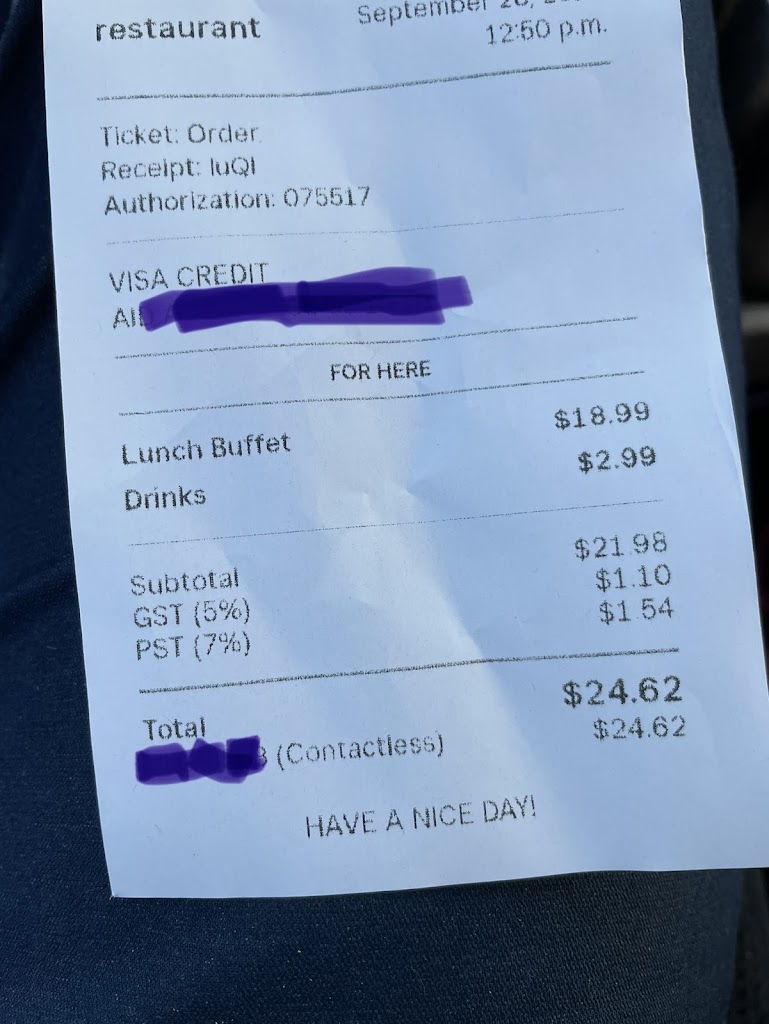 restaurant
September
12:50 p.m.
Ticket: Order
Receipt: luQI
Authorization: 075517
VISA CREDIT
FOR HERE
Lunch Buffet $18.99
Drinks $2.99
Subtotal $21.98
GST (5%) $1.10
PST (7%) $1.54
Total $24.62
(Contactless) $24.62
HAVE A NICE DAY!